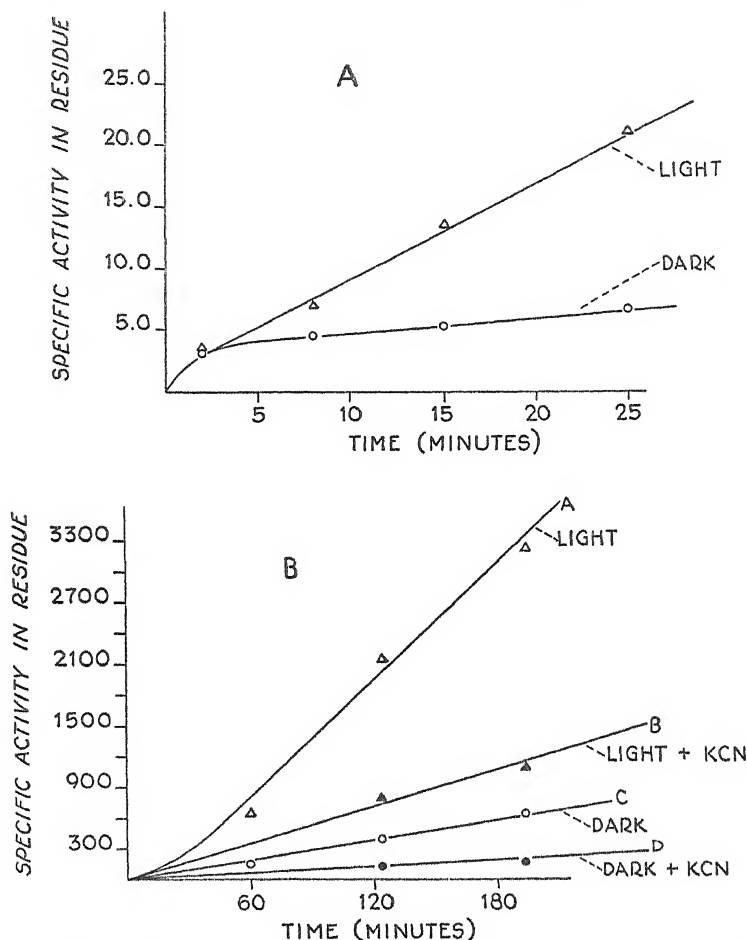 A
SPECIFIC ACTIVITY IN RESIDUE
25.0
20.0
15.0
10.0
5.0
LIGHT
DARK
5 10 15 20 25
TIME (MINUTES)
B
SPECIFIC ACTIVITY IN RESIDUE
3300
2700
2100
1500
900
300
A
LIGHT
B
LIGHT + KCN
C
DARK
D
DARK + KCN
60 120 180
TIME (MINUTES)